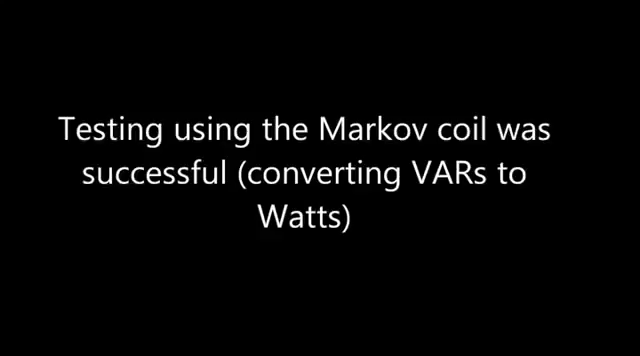 Testing using the Markov coil was
successful (converting VARs to
Watts)